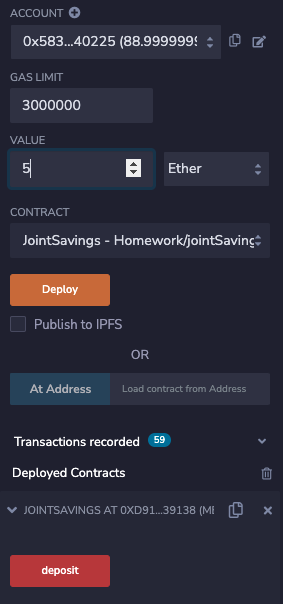 ACCOUNT
0x583...40225 (88.9999999
GAS LIMIT
3000000
VALUE
5
Ether
CONTRACT
JointSavings - Homework/jointSaving
Deploy
Publish to IPFS
OR
At Address
Load contract from Address
Transactions recorded 59
Deployed Contracts
JOINTSAVINGS AT 0XD91...39138 (ME
deposit